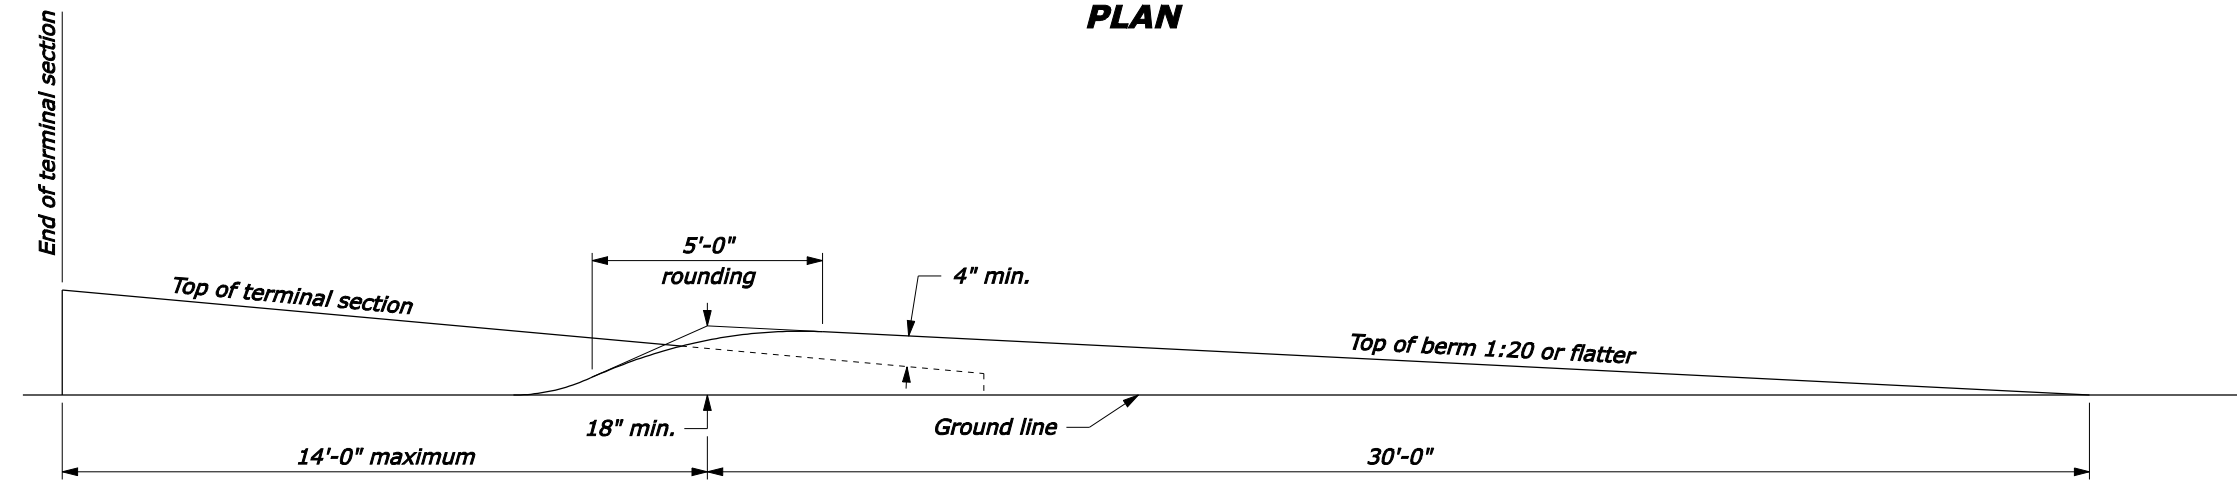 PLAN
End of terminal section
5'-0"
rounding
4" min.
Top of terminal section
Top of berm 1:20 or flatter
18" min.
Ground line
14'-0" maximum
30'-0"